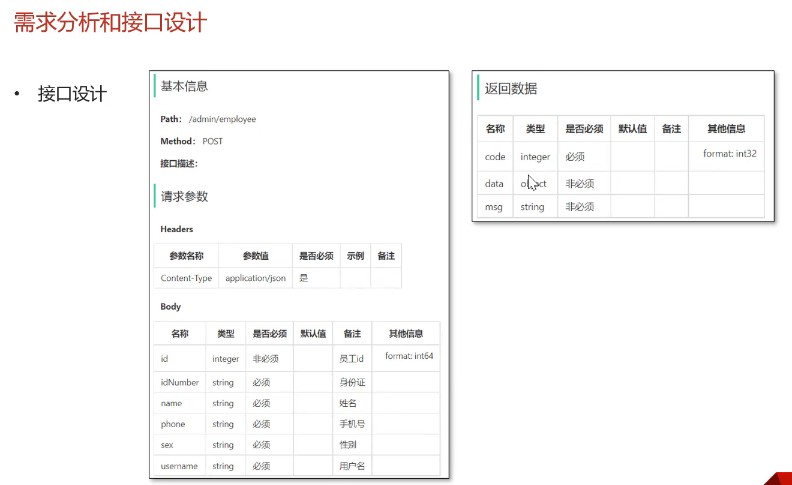 需求分析和接口设计
• 接口设计
基本信息
Path: /admin/employee
Method: POST
接口描述:
请求参数
Headers
参数名称 参数值 是否必须 示例 备注
Content-Type application/json 是
Body
名称 类型 是否必须 默认值 备注 其他信息
id integer 非必须 员工id format: int64
idNumber string 必须 身份证
name string 必须 姓名
phone string 必须 手机号
sex string 必须 性别
username string 必须 用户名
返回数据
名称 类型 是否必须 默认值 备注 其他信息
code integer 必须 format: int32
data 非必须
msg string 非必须